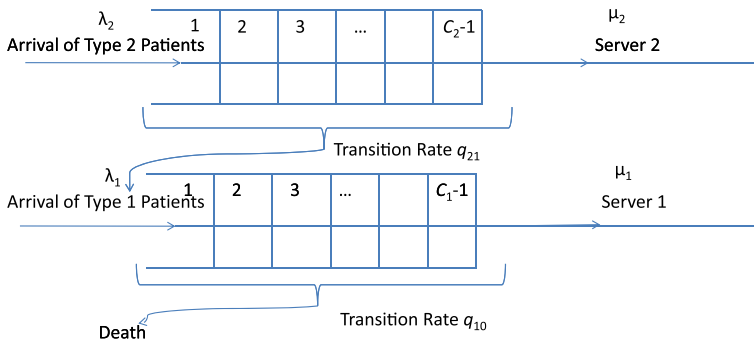 λ2
μ2
1 2 3 ... C2-1
Arrival of Type 2 Patients
Server 2
Transition Rate q21
λ1
μ1
1 2 3 ... C1-1
Arrival of Type 1 Patients
Server 1
Transition Rate q10
Death